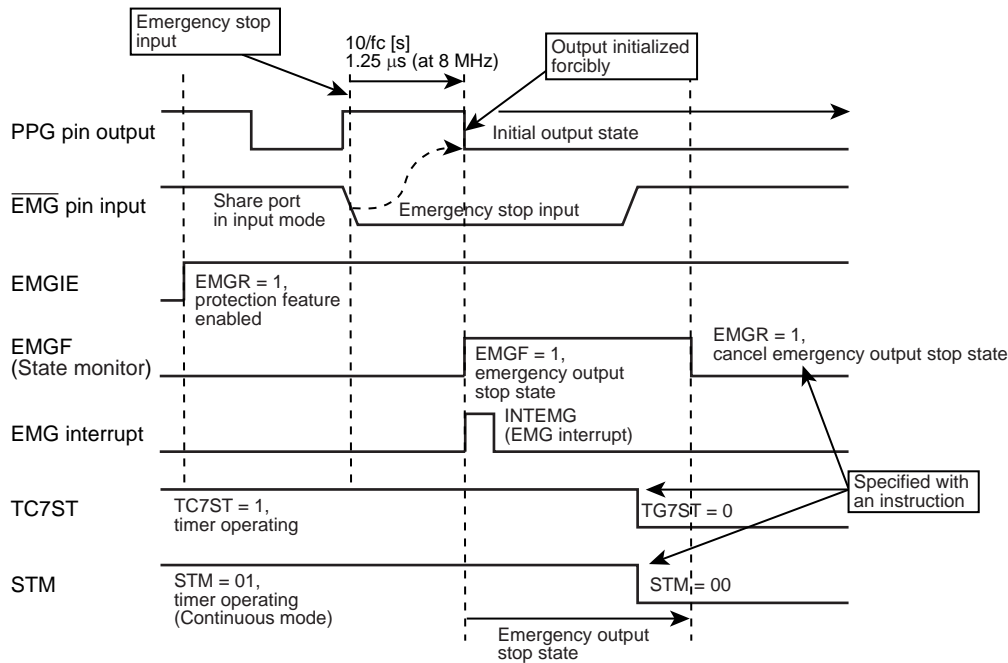 Emergency stop
input
10/fc [s]
1.25 μs (at 8 MHz)
Output initialized
forcibly
PPG pin output
Initial output state
EMG pin input
Share port
in input mode
Emergency stop input
EMGIE
EMGR = 1,
protection feature
enabled
EMGF
(State monitor)
EMGF = 1,
emergency output
stop state
EMGR = 1,
cancel emergency output stop state
EMG interrupt
INTEMG
(EMG interrupt)
Specified with
an instruction
TC7ST
TC7ST = 1,
timer operating
TG7ST = 0
STM
STM = 01,
timer operating
(Continuous mode)
STM = 00
Emergency output
stop state